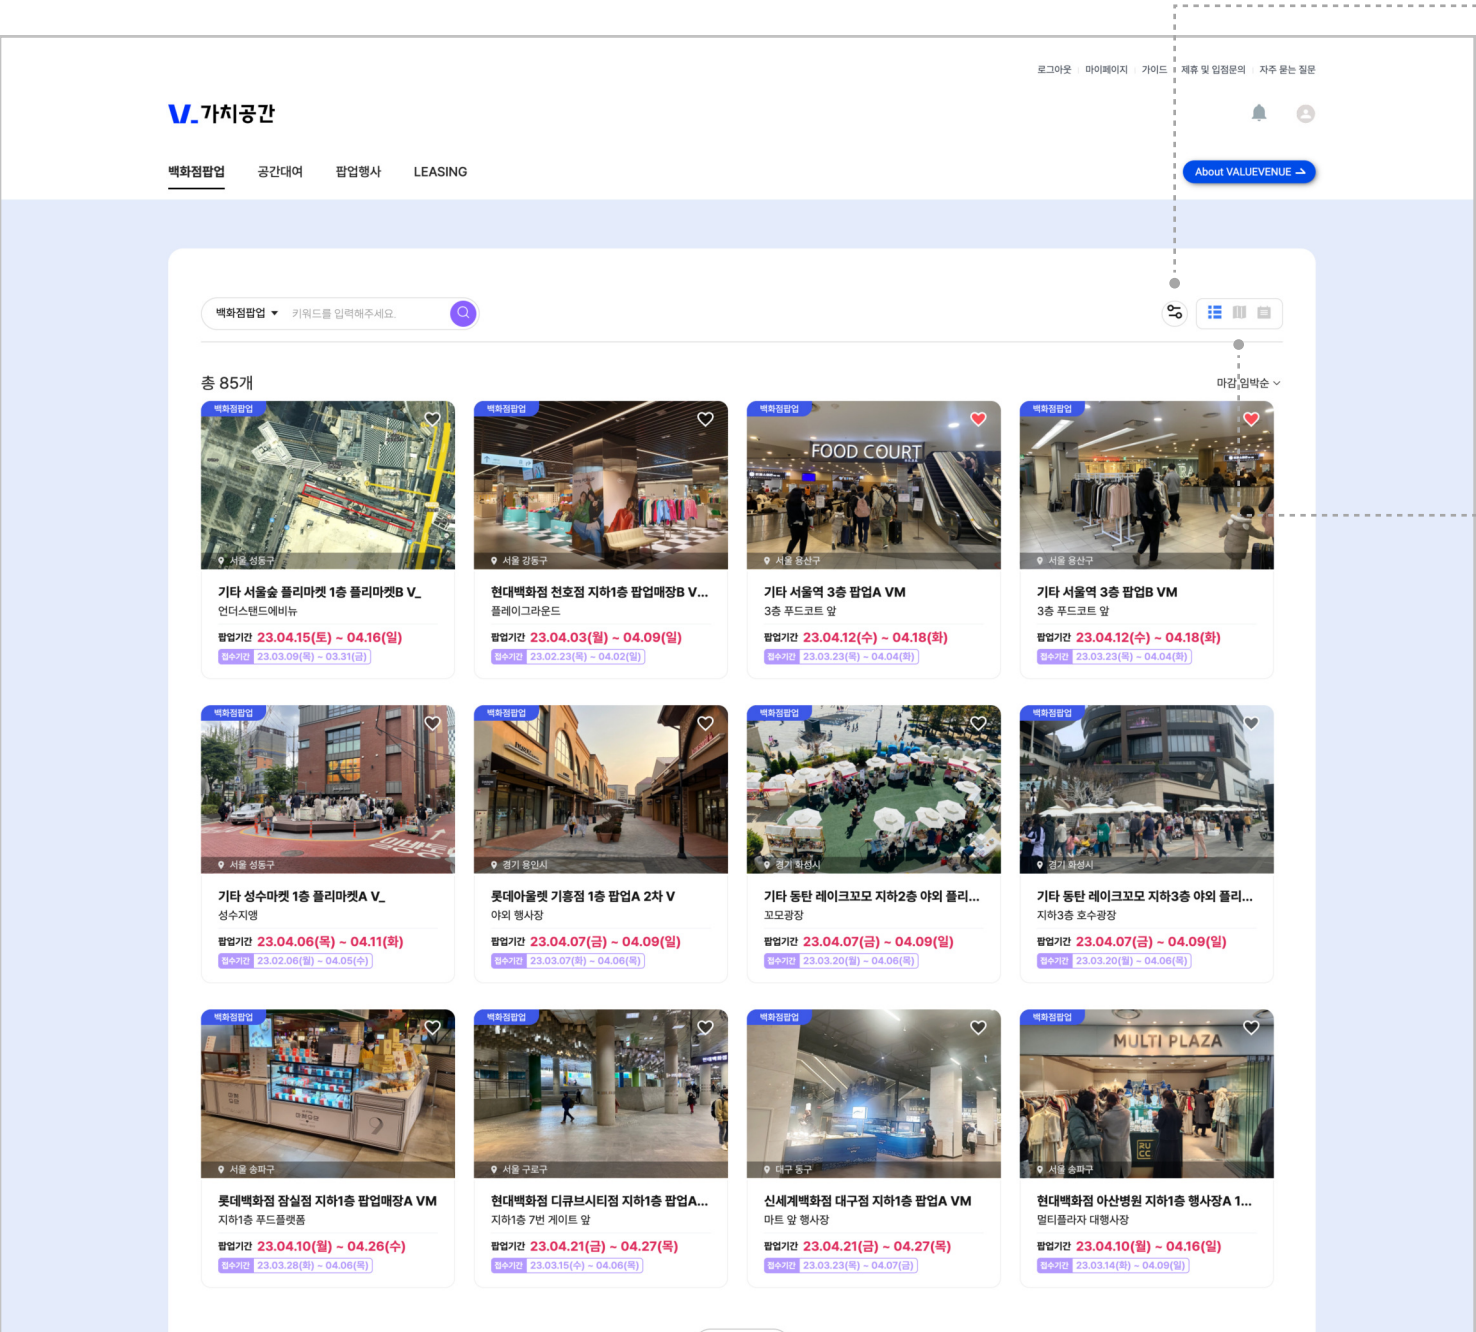 로그아웃 마이페이지 가이드 제휴 및 입점문의 자주 묻는 질문
V_가치공간
백화점팝업 공간대여 팝업행사 LEASING About VALUEVENUE
백화점팝업 키워드를 입력해주세요.
총 85개 마감 임박순
백화점팝업 백화점팝업 백화점팝업 백화점팝업
FOOD COURT
서울 성동구 서울 강동구 서울 용산구 서울 용산구
기타 서울숲 플리마켓 1층 플리마켓B V_ 현대백화점 천호점 지하1층 팝업매장B V... 기타 서울역 3층 팝업A VM 기타 서울역 3층 팝업B VM
언더스탠드에비뉴 플레이그라운드 3층 푸드코트 앞 3층 푸드코트 앞
팝업기간 23.04.15(토) ~ 04.16(일) 팝업기간 23.04.03(월) ~ 04.09(일) 팝업기간 23.04.12(수) ~ 04.18(화) 팝업기간 23.04.12(수) ~ 04.18(화)
접수기간 23.03.09(목) ~ 03.31(금) 접수기간 23.02.23(목) ~ 04.02(일) 접수기간 23.03.23(목) ~ 04.04(화) 접수기간 23.03.23(목) ~ 04.04(화)
백화점팝업 백화점팝업 백화점팝업 백화점팝업
서울 성동구 경기 용인시 경기 화성시 경기 화성시
기타 성수마켓 1층 플리마켓A V_ 롯데아울렛 기흥점 1층 팝업A 2차 V 기타 동탄 레이크꼬모 지하2층 야외 플리... 기타 동탄 레이크꼬모 지하3층 야외 플리...
성수지앵 야외 행사장 꼬모광장 지하3층 호수광장
팝업기간 23.04.06(목) ~ 04.11(화) 팝업기간 23.04.07(금) ~ 04.09(일) 팝업기간 23.04.07(금) ~ 04.09(일) 팝업기간 23.04.07(금) ~ 04.09(일)
접수기간 23.02.06(월) ~ 04.05(수) 접수기간 23.03.07(화) ~ 04.06(목) 접수기간 23.03.20(월) ~ 04.06(목) 접수기간 23.03.20(월) ~ 04.06(목)
백화점팝업 백화점팝업 백화점팝업 백화점팝업
MULTI PLAZA
RU
CC
서울 송파구 서울 구로구 대구 동구 서울 송파구
롯데백화점 잠실점 지하1층 팝업매장A VM 현대백화점 디큐브시티점 지하1층 팝업A... 신세계백화점 대구점 지하1층 팝업A VM 현대백화점 아산병원 지하1층 행사장A 1...
지하1층 푸드플랫폼 지하1층 7번 게이트 앞 마트 앞 행사장 멀티플라자 대행사장
팝업기간 23.04.10(월) ~ 04.26(수) 팝업기간 23.04.21(금) ~ 04.27(목) 팝업기간 23.04.21(금) ~ 04.27(목) 팝업기간 23.04.10(월) ~ 04.16(일)
접수기간 23.03.28(화) ~ 04.06(목) 접수기간 23.03.15(수) ~ 04.06(목) 접수기간 23.03.23(목) ~ 04.07(금) 접수기간 23.03.14(화) ~ 04.09(일)